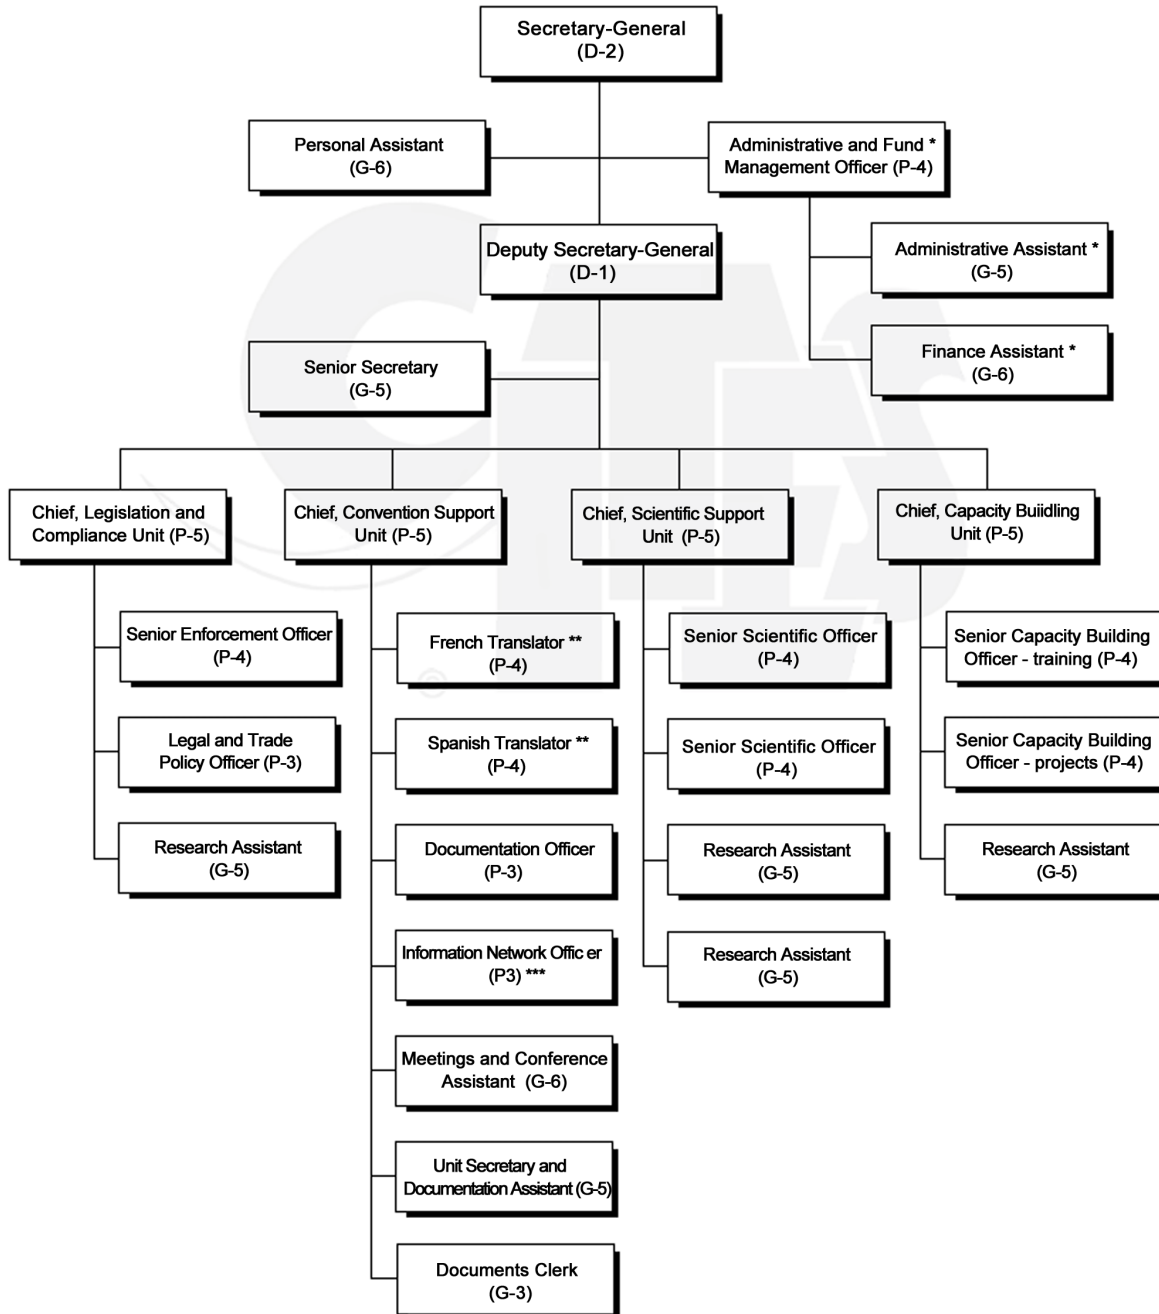 Secretary-General
(D-2)
Personal Assistant
(G-6)
Administrative and Fund *
Management Officer (P-4)
Deputy Secretary-General
(D-1)
Administrative Assistant *
(G-5)
Senior Secretary
(G-5)
Finance Assistant *
(G-6)
Chief, Legislation and
Compliance Unit (P-5)
Chief, Convention Support
Unit (P-5)
Chief, Scientific Support
Unit (P-5)
Chief, Capacity Buiidling
Unit (P-5)
Senior Enforcement Officer
(P-4)
Legal and Trade
Policy Officer (P-3)
Research Assistant
(G-5)
French Translator **
(P-4)
Spanish Translator **
(P-4)
Documentation Officer
(P-3)
Information Network Offic er
(P3) ***
Meetings and Conference
Assistant (G-6)
Unit Secretary and
Documentation Assistant (G-5)
Documents Clerk
(G-3)
Senior Scientific Officer
(P-4)
Senior Scientific Officer
(P-4)
Research Assistant
(G-5)
Research Assistant
(G-5)
Senior Capacity Building
Officer - training (P-4)
Senior Capacity Building
Officer - projects (P-4)
Research Assistant
(G-5)
CITES
®